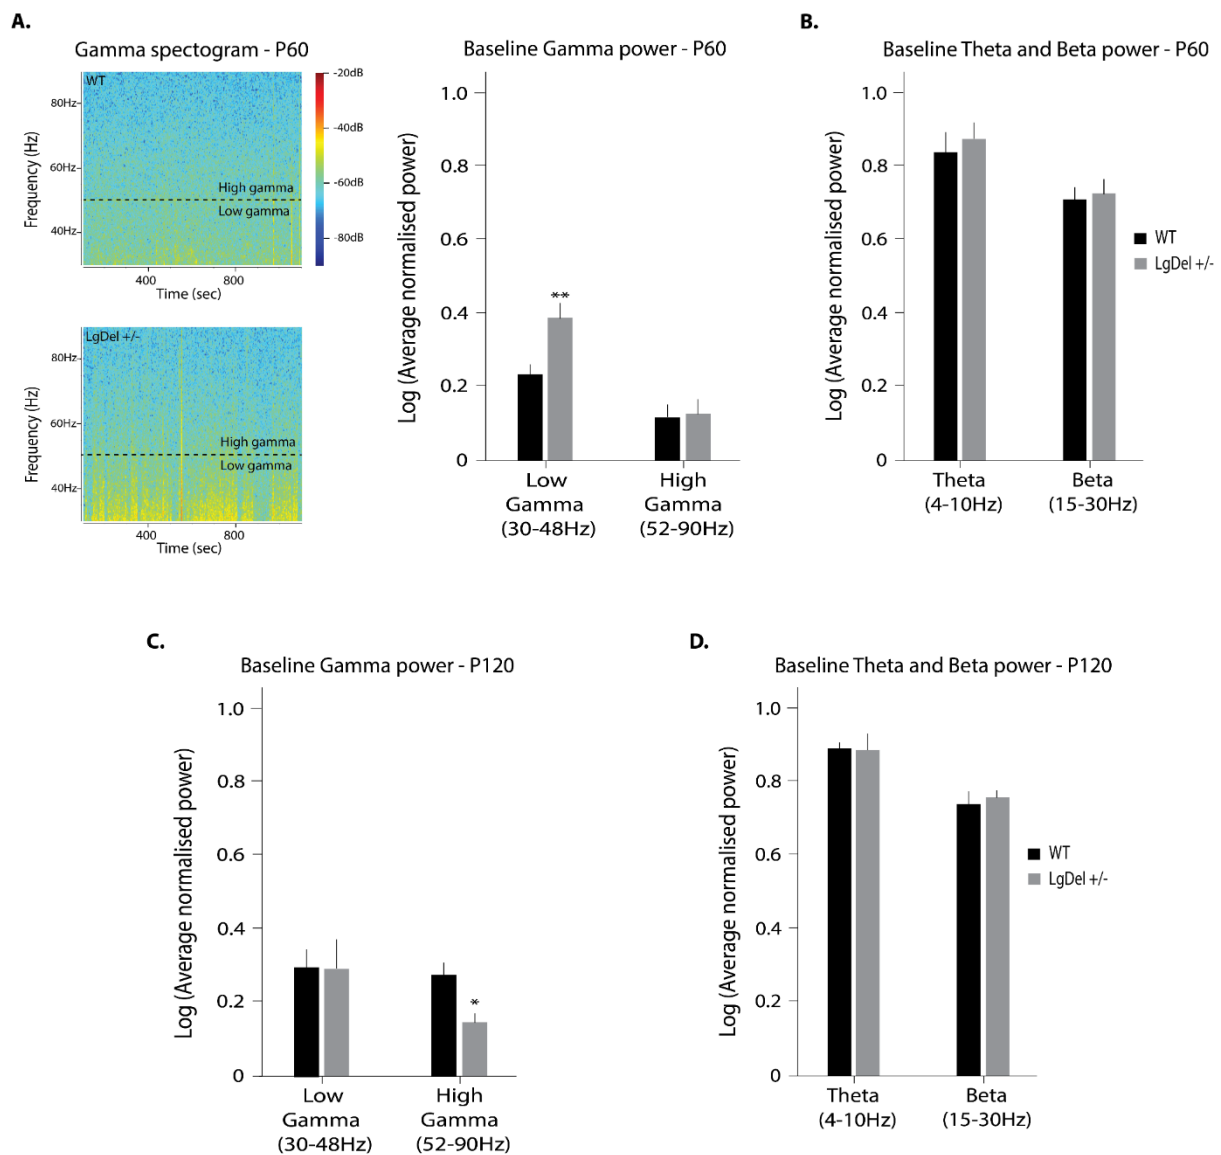 A.
Gamma spectogram - P60
WT
80Hz
60Hz
40Hz
Frequency (Hz)
High gamma
Low gamma
400
800
Time (sec)
-20dB
-40dB
-60dB
-80dB
LgDel +/-
80Hz
60Hz
40Hz
Frequency (Hz)
High gamma
Low gamma
400
800
Time (sec)
Baseline Gamma power - P60
Log (Average normalised power)
1.0
0.8
0.6
0.4
0.2
0
**
Low
Gamma
(30-48Hz)
High
Gamma
(52-90Hz)
B.
Baseline Theta and Beta power - P60
Log (Average normalised power)
1.0
0.8
0.6
0.4
0.2
0
Theta
(4-10Hz)
Beta
(15-30Hz)
WT
LgDel +/-
C.
Baseline Gamma power - P120
Log (Average normalised power)
1.0
0.8
0.6
0.4
0.2
0
*
Low
Gamma
(30-48Hz)
High
Gamma
(52-90Hz)
D.
Baseline Theta and Beta power - P120
Log (Average normalised power)
1.0
0.8
0.6
0.4
0.2
0
Theta
(4-10Hz)
Beta
(15-30Hz)
WT
LgDel +/-